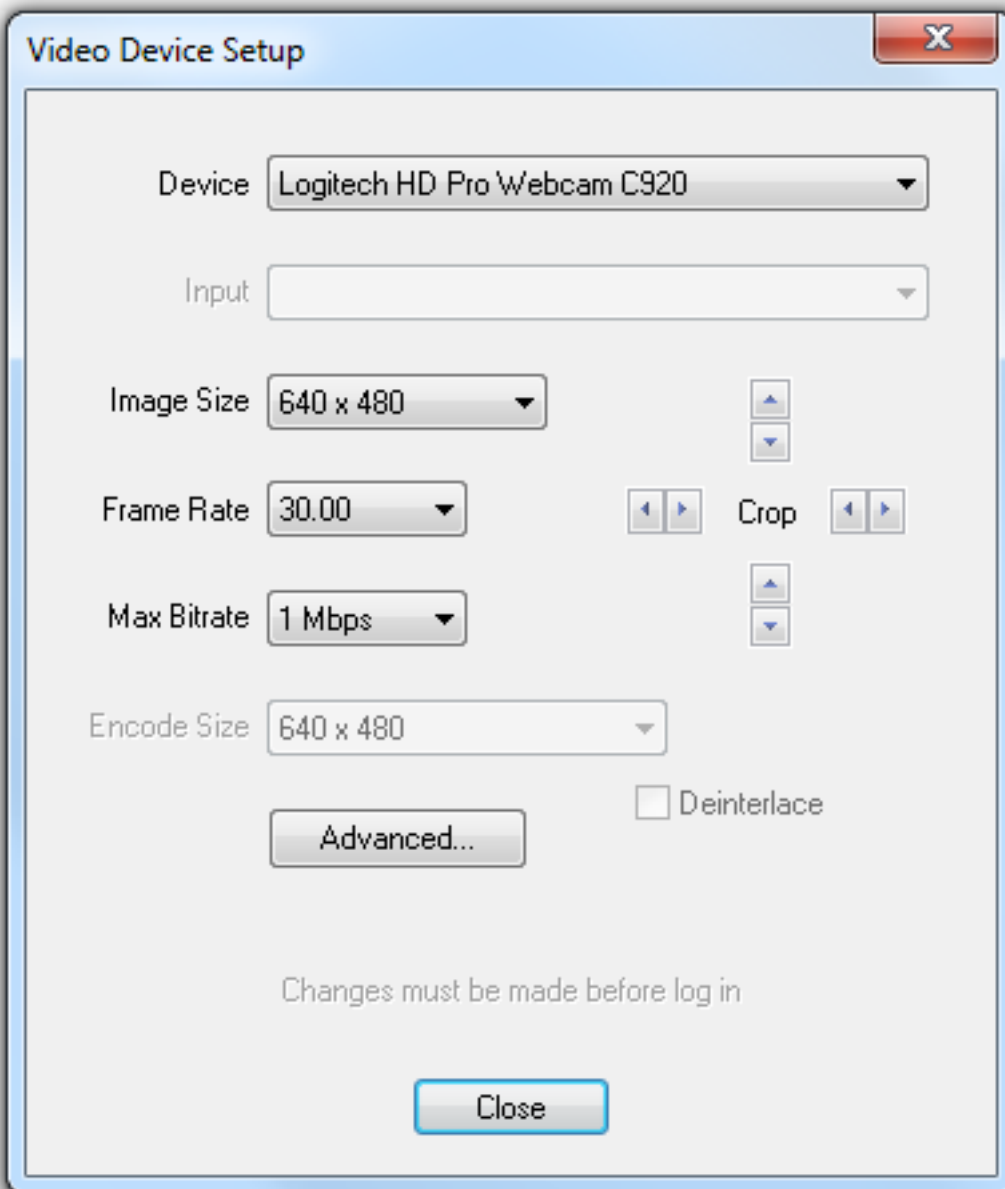 Video Device Setup
Device Logitech HD Pro Webcam C920
Input
Image Size 640 x 480
Frame Rate 30.00
Crop
Max Bitrate 1 Mbps
Encode Size 640 x 480
Deinterlace
Advanced...
Changes must be made before log in
Close